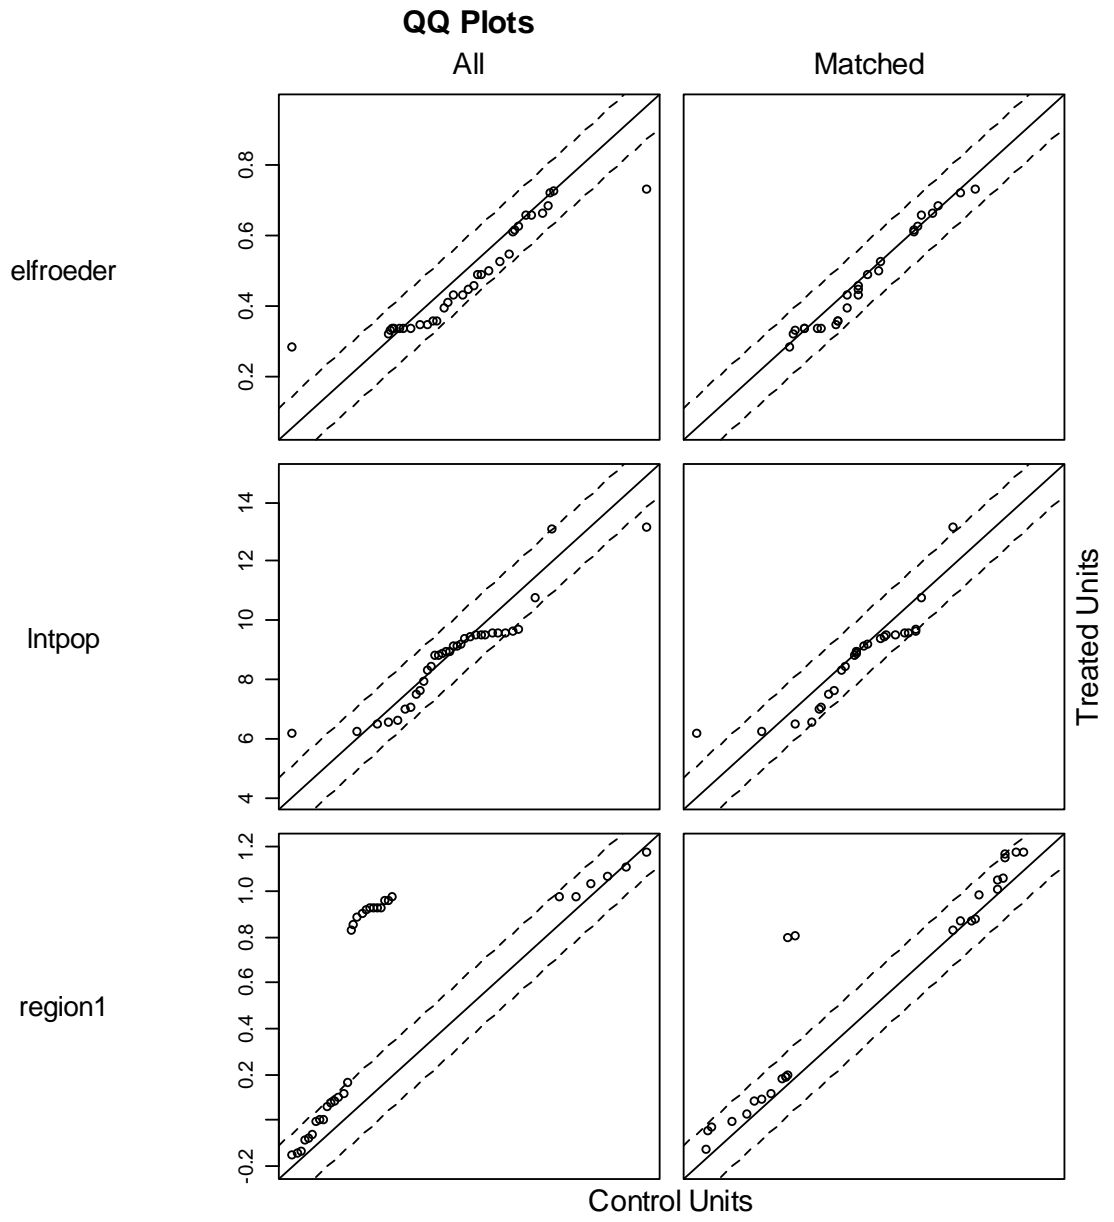 QQ Plots
All Matched
elfroeder
0.2 0.4 0.6 0.8
lntpop
4 6 8 10 12 14
Treated Units
region1
-0.2 0.2 0.4 0.6 0.8 1.0 1.2
Control Units